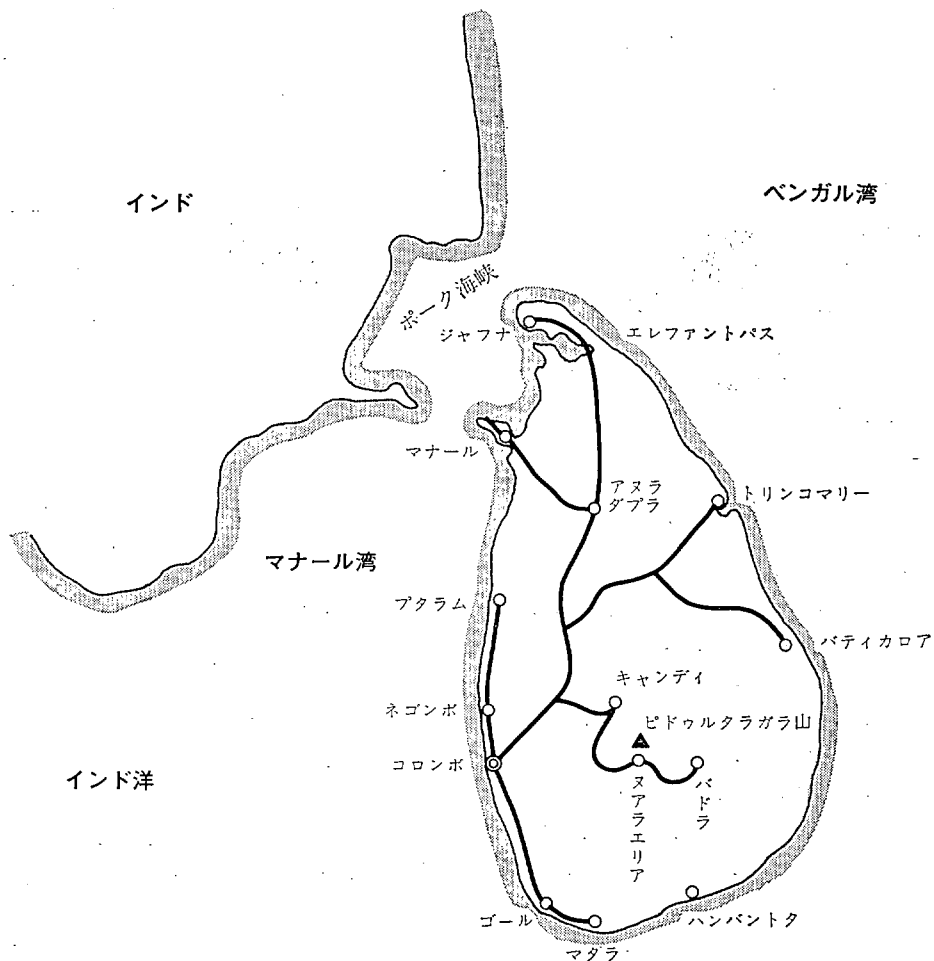 インド
ベンガル湾
ポーク海峡
ジャフナ
エレファントパス
マナール
アヌラ
ダプラ
トリンコマリー
マナール湾
プタラム
バティカロア
キャンディ
ネゴンボ
ピドゥルタラガラ山
コロンボ
インド洋
ヌアラエリア
バドラ
ゴール
ハンバントタ
マタラ